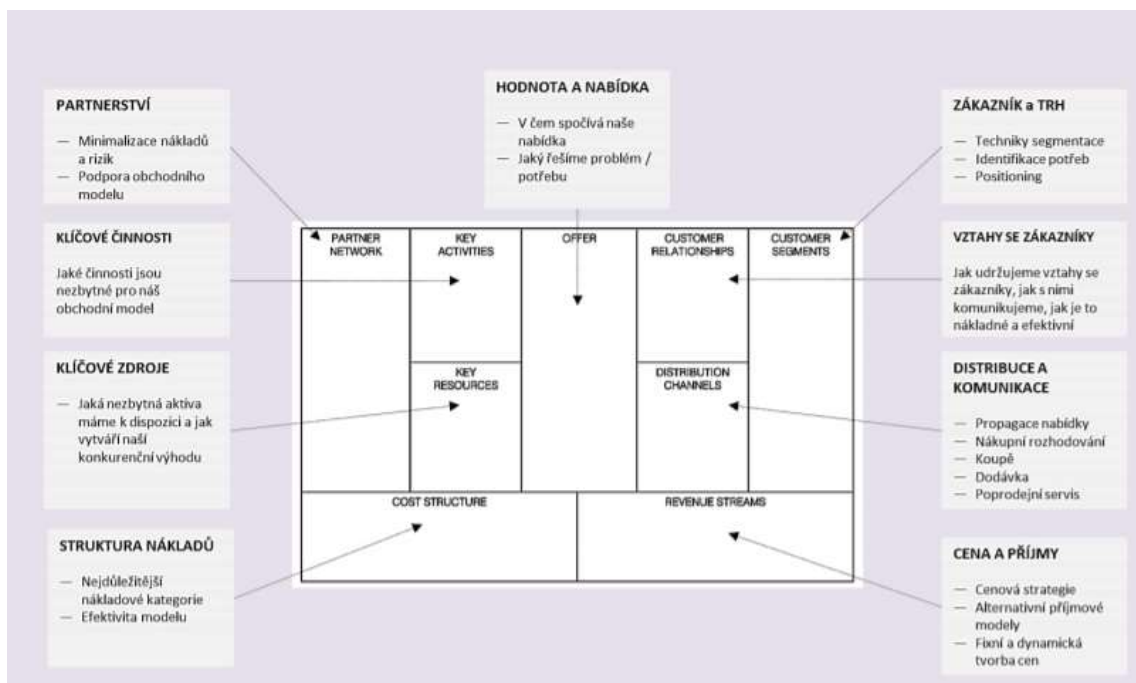 PARTNERSTVÍ
— Minimalizace nákladů
a rizik
— Podpora obchodního
modelu
KLÍČOVÉ ČINNOSTI
Jaké činnosti jsou
nezbytné pro náš
obchodní model
KLÍČOVÉ ZDROJE
— Jaká nezbytná aktiva
máme k dispozici a jak
vytváří naší
konkurenční výhodu
STRUKTURA NÁKLADŮ
— Nejdůležitější
nákladové kategorie
— Efektivita modelu
HODNOTA A NABÍDKA
— V čem spočívá naše
nabídka
— Jaký řešíme problém /
potřebu
PARTNER
NETWORK
KEY
ACTIVITIES
OFFER
CUSTOMER
RELATIONSHIPS
CUSTOMER
SEGMENTS
KEY
RESOURCES
DISTRIBUTION
CHANNELS
COST STRUCTURE
REVENUE STREAMS
ZÁKAZNÍK a TRH
— Techniky segmentace
— Identifikace potřeb
— Positioning
VZTAHY SE ZÁKAZNÍKY
Jak udržujeme vztahy se
zákazníky, jak s nimi
komunikujeme, jak je to
nákladné a efektivní
DISTRIBUCE A
KOMUNIKACE
— Propagace nabídky
— Nákupní rozhodování
— Koupě
— Dodávka
— Poprodejní servis
CENA A PŘÍJMY
— Cenová strategie
— Alternativní příjmové
modely
— Fixní a dynamická
tvorba cen